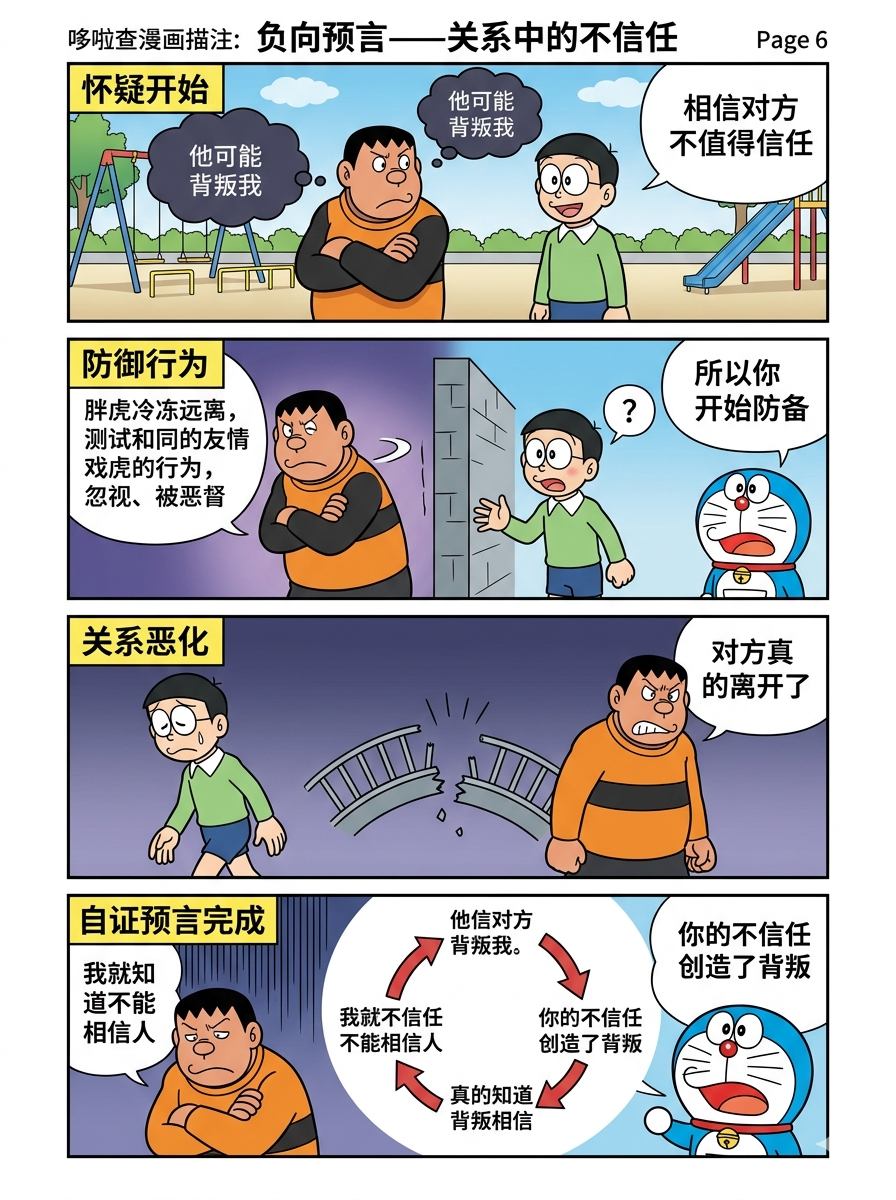 哆啦查漫画描注：负向预言——关系中的不信任 Page 6
怀疑开始
他可能
背叛我
他可能
背叛我
相信对方
不值得信任
防御行为
胖虎冷冻远离，
测试和同的友情
戏虎的行为，
忽视、被恶督
？
所以你
开始防备
关系恶化
对方真
的离开了
自证预言完成
我就知
道不能
相信人
他信对方
背叛我。
你的不信任
创造了背叛
真的知道
背叛相信
我就不信任
不能相信人
你的不信任
创造了背叛